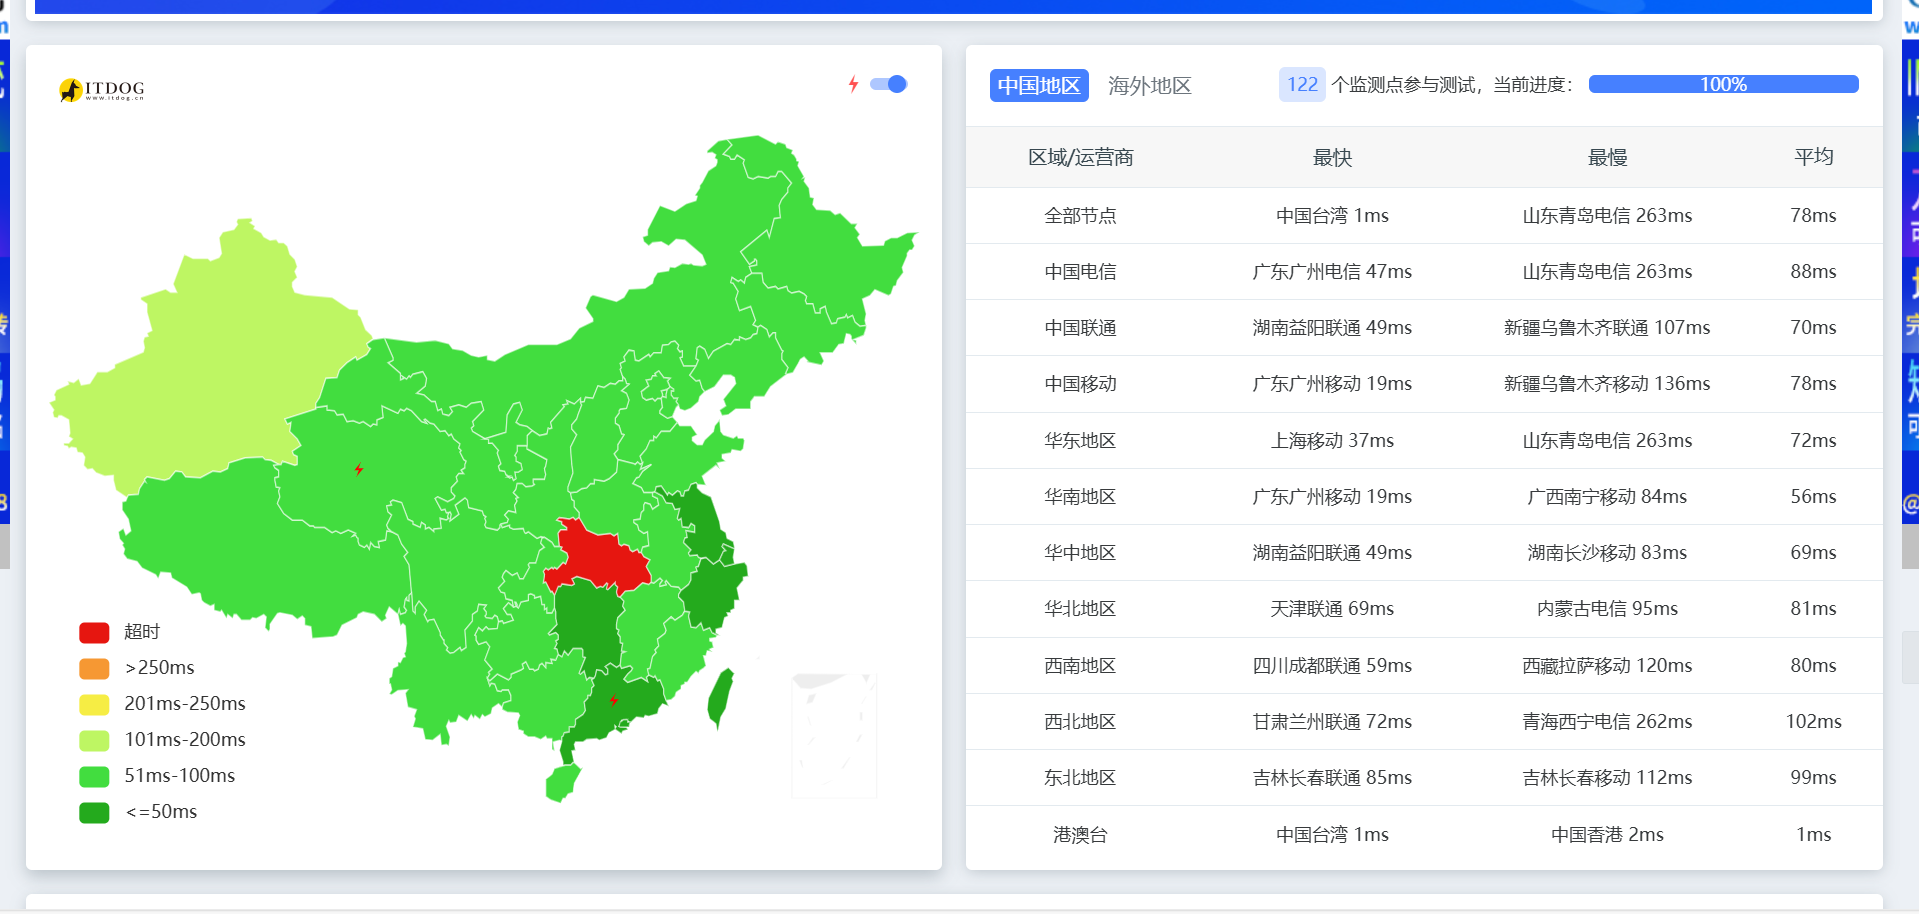 ITDOG
www.itdog.cn
超时
>250ms
201ms-250ms
101ms-200ms
51ms-100ms
<=50ms
中国地区 海外地区 122 个监测点参与测试，当前进度： 100%
区域/运营商 最快 最慢 平均
全部节点 中国台湾 1ms 山东青岛电信 263ms 78ms
中国电信 广东广州电信 47ms 山东青岛电信 263ms 88ms
中国联通 湖南益阳联通 49ms 新疆乌鲁木齐联通 107ms 70ms
中国移动 广东广州移动 19ms 新疆乌鲁木齐移动 136ms 78ms
华东地区 上海移动 37ms 山东青岛电信 263ms 72ms
华南地区 广东广州移动 19ms 广西南宁移动 84ms 56ms
华中地区 湖南益阳联通 49ms 湖南长沙移动 83ms 69ms
华北地区 天津联通 69ms 内蒙古电信 95ms 81ms
西南地区 四川成都联通 59ms 西藏拉萨移动 120ms 80ms
西北地区 甘肃兰州联通 72ms 青海西宁电信 262ms 102ms
东北地区 吉林长春联通 85ms 吉林长春移动 112ms 99ms
港澳台 中国台湾 1ms 中国香港 2ms 1ms